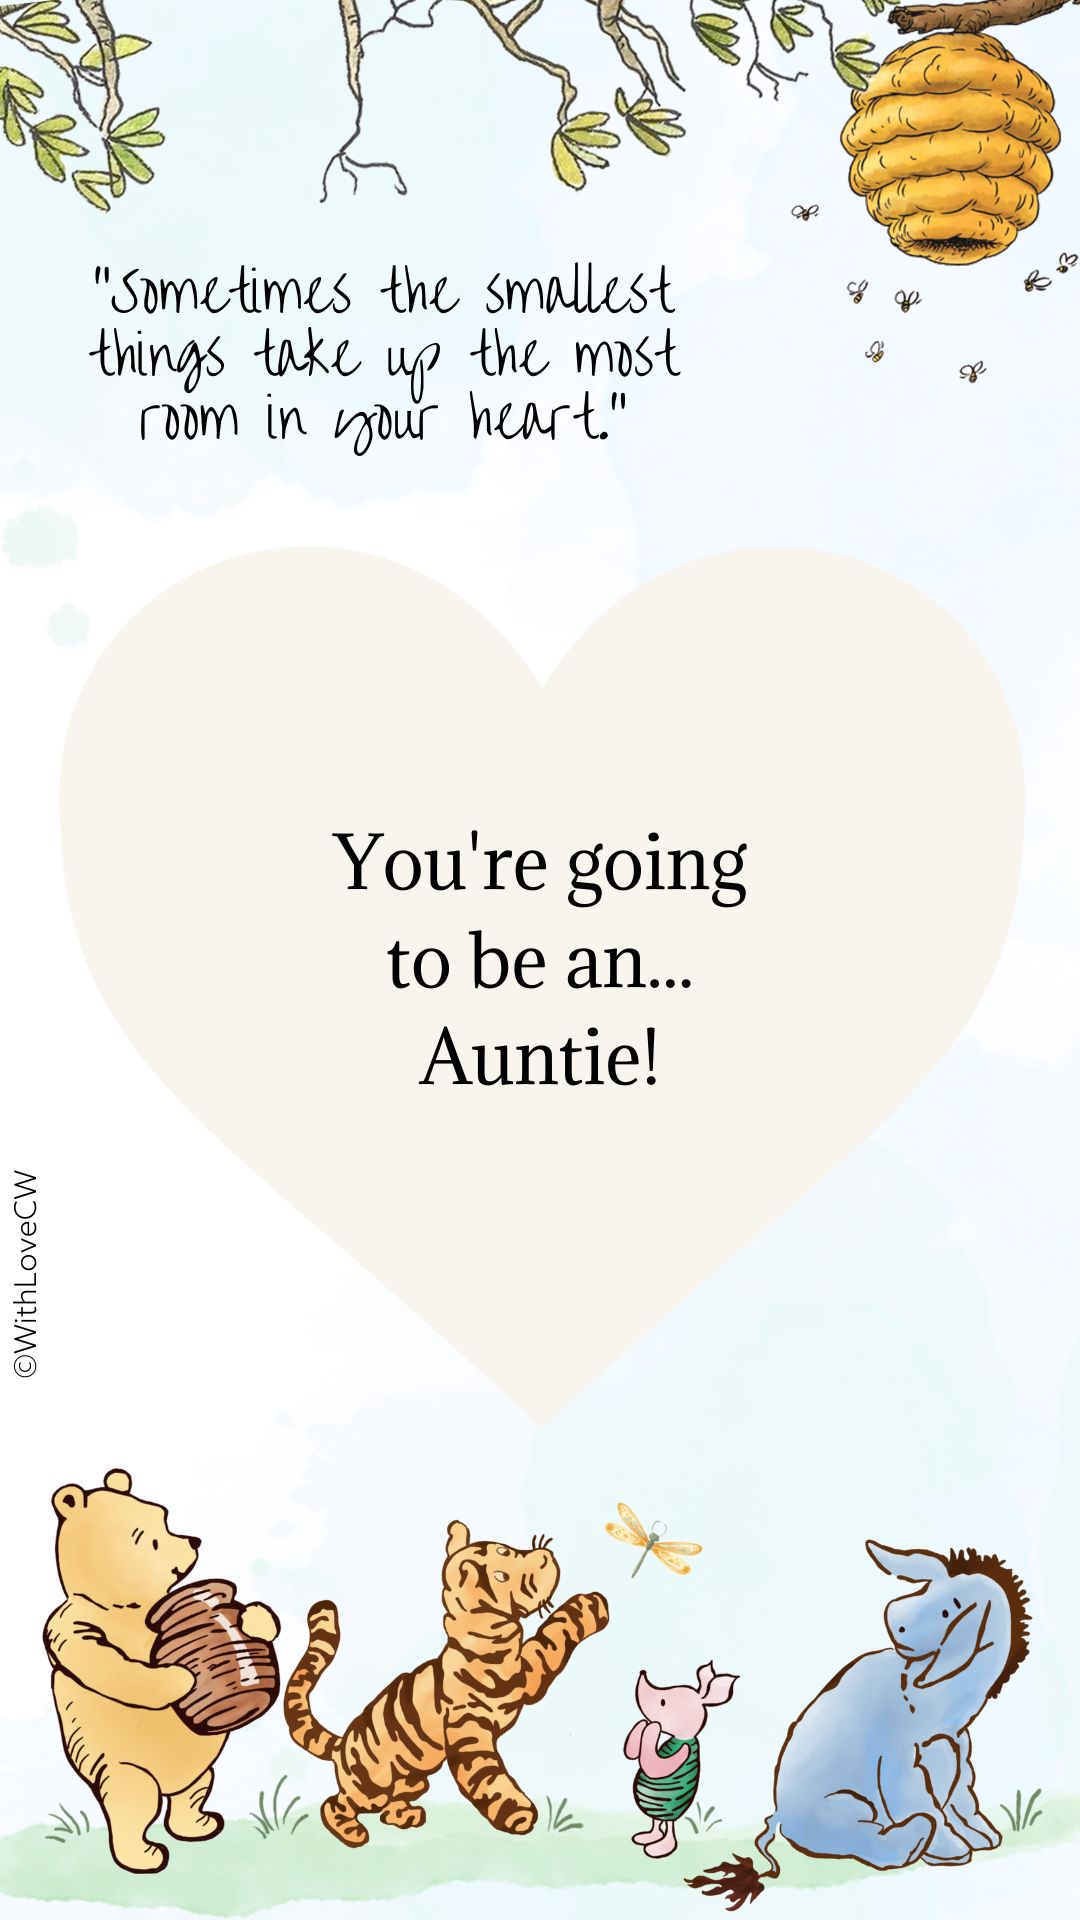 "Sometimes the smallest
things take up the most
room in your heart."
You're going
to be an...
Auntie!
©WithLoveCW